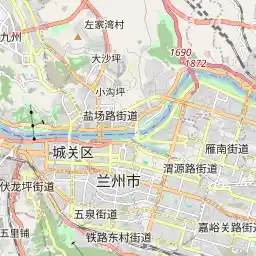 左家湾村
九州
1690
大沙坪
1872
小沟坪
盐场路街道
雁南街道
城关区
渭源路街道
兰州市
伏龙坪街道
五泉街道
嘉峪关路街道
五里铺
铁路东村街道